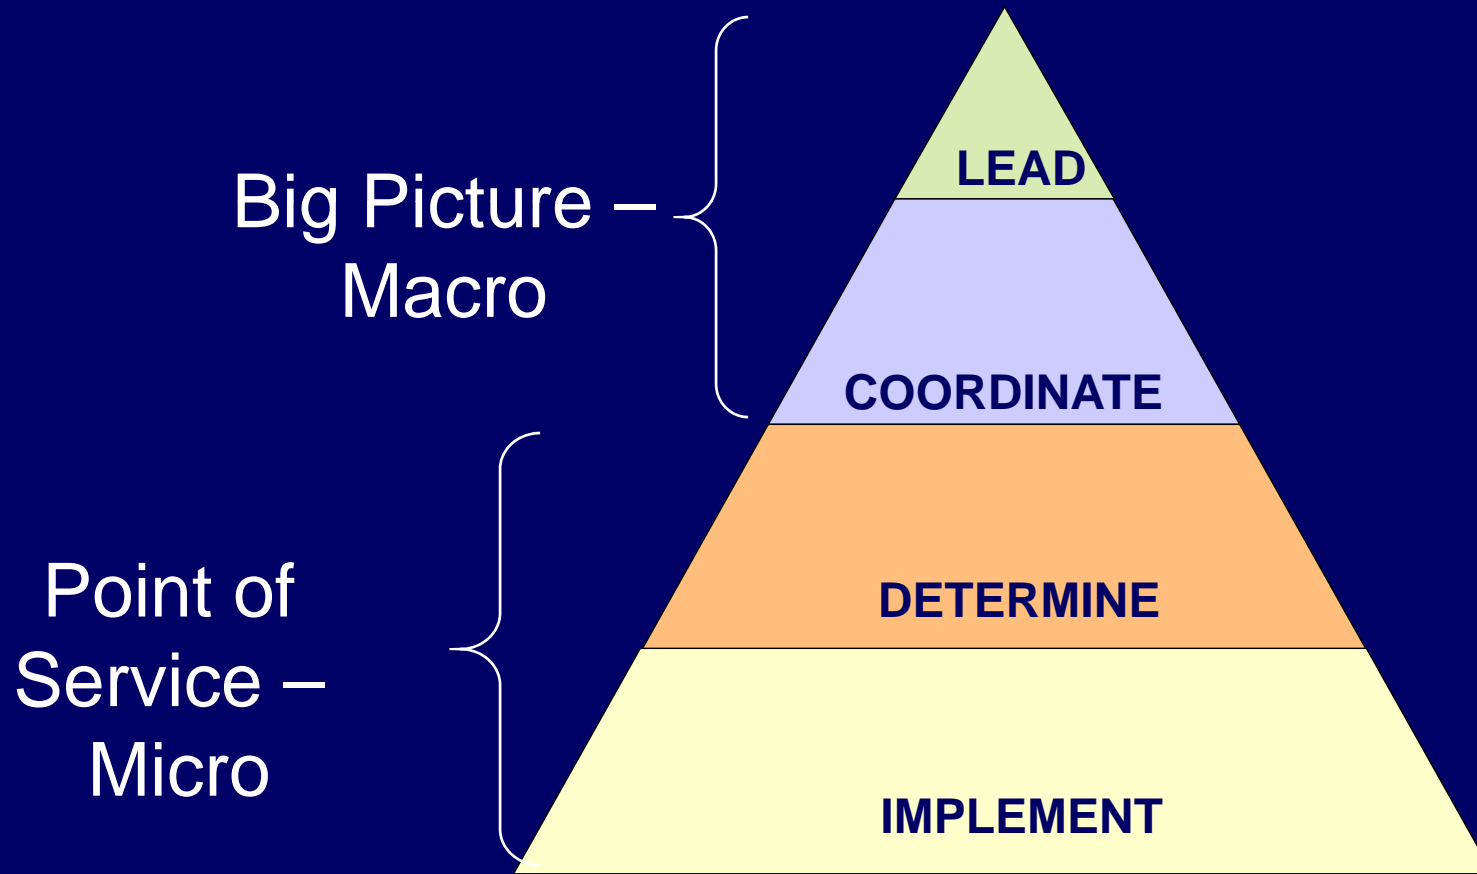 LEAD
Big Picture –
Macro
COORDINATE
DETERMINE
Point of
Service –
Micro
IMPLEMENT